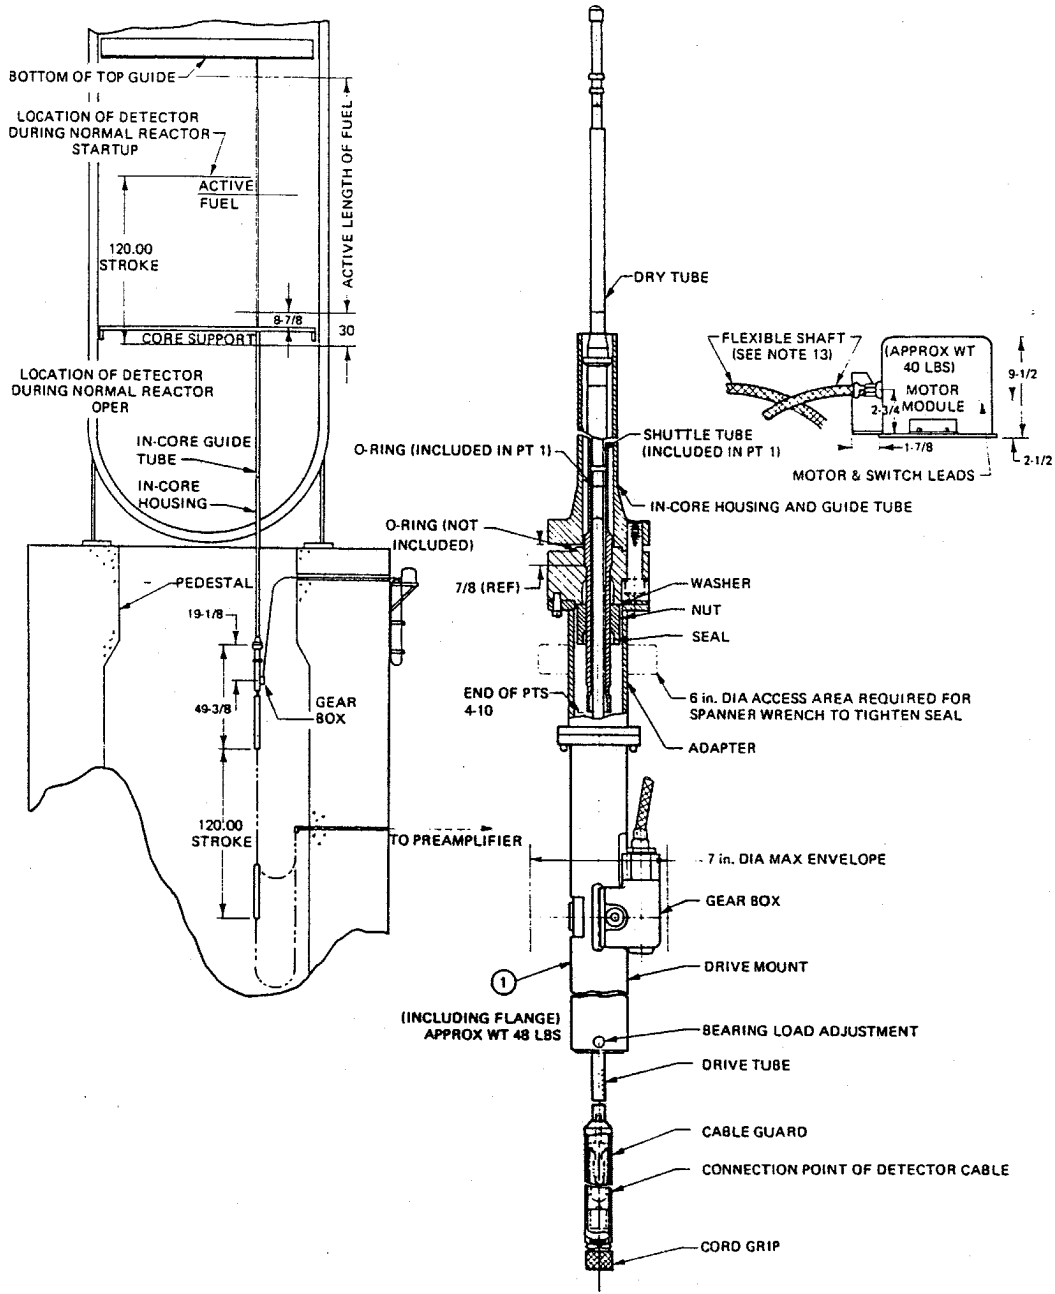 BOTTOM OF TOP GUIDE
LOCATION OF DETECTOR
DURING NORMAL REACTOR
STARTUP
ACTIVE
FUEL
120.00
STROKE
ACTIVE LENGTH OF FUEL
8-7/8
30
CORE SUPPORT
LOCATION OF DETECTOR
DURING NORMAL REACTOR
OPER
IN-CORE GUIDE
TUBE
IN-CORE
HOUSING
PEDESTAL
19-1/8
49-3/8
GEAR
BOX
120.00
STROKE
TO PREAMPLIFIER
DRY TUBE
FLEXIBLE SHAFT
(SEE NOTE 13)
(APPROX WT
40 LBS)
MOTOR
MODULE
9-1/2
2-3/4
1-7/8
2-1/2
MOTOR & SWITCH LEADS
O-RING (INCLUDED IN PT 1)
SHUTTLE TUBE
(INCLUDED IN PT 1)
IN-CORE HOUSING AND GUIDE TUBE
O-RING (NOT
INCLUDED)
7/8 (REF)
WASHER
NUT
SEAL
END OF PTS
4-10
6 in. DIA ACCESS AREA REQUIRED FOR
SPANNER WRENCH TO TIGHTEN SEAL
ADAPTER
7 in. DIA MAX ENVELOPE
GEAR BOX
DRIVE MOUNT
1
(INCLUDING FLANGE)
APPROX WT 48 LBS
BEARING LOAD ADJUSTMENT
DRIVE TUBE
CABLE GUARD
CONNECTION POINT OF DETECTOR CABLE
CORD GRIP